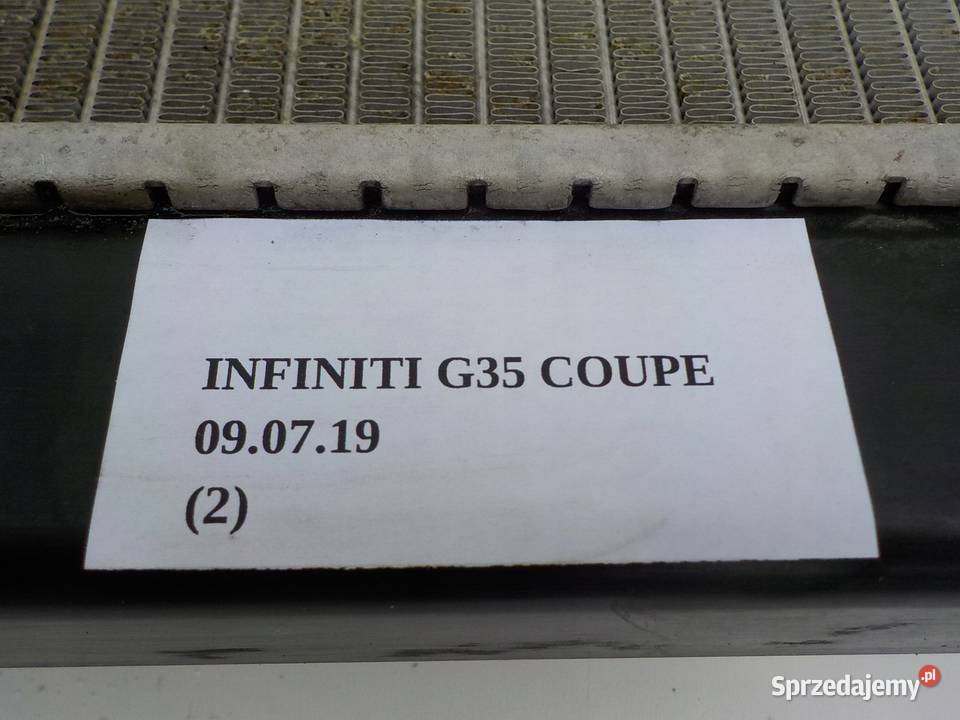 INFINITI G35 COUPE
09.07.19
(2)
Sprzedajemy.pl